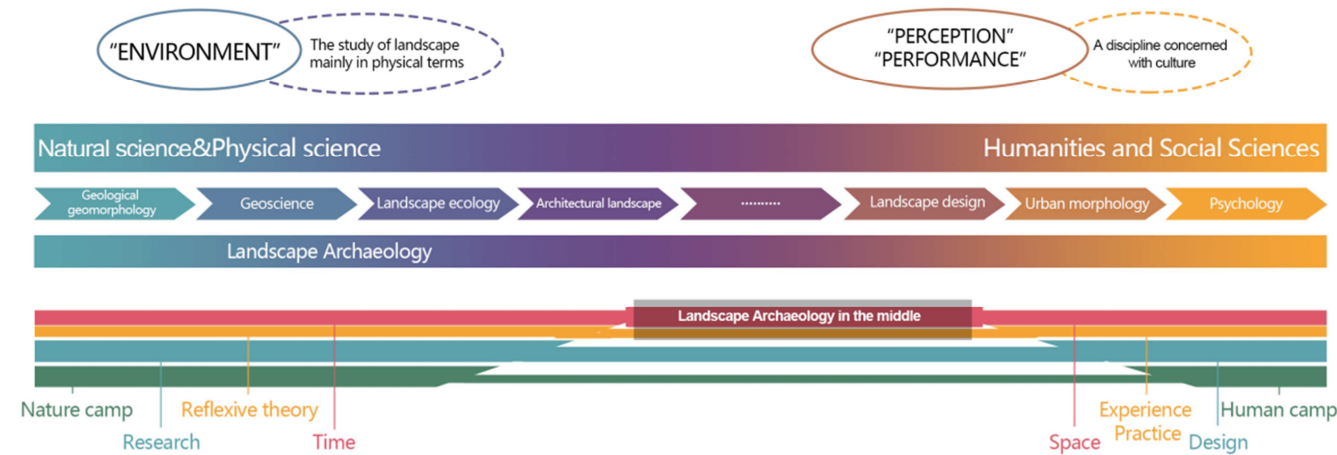 "ENVIRONMENT"
The study of landscape
mainly in physical terms
"PERCEPTION"
"PERFORMANCE"
A discipline concerned
with culture
Natural science&Physical science
Humanities and Social Sciences
Geological
geomorphology
Geoscience
Landscape ecology
Architectural landscape
..........
Landscape design
Urban morphology
Psychology
Landscape Archaeology
Landscape Archaeology in the middle
Nature camp
Reflexive theory
Research
Time
Experience
Practice
Human camp
Space
Design